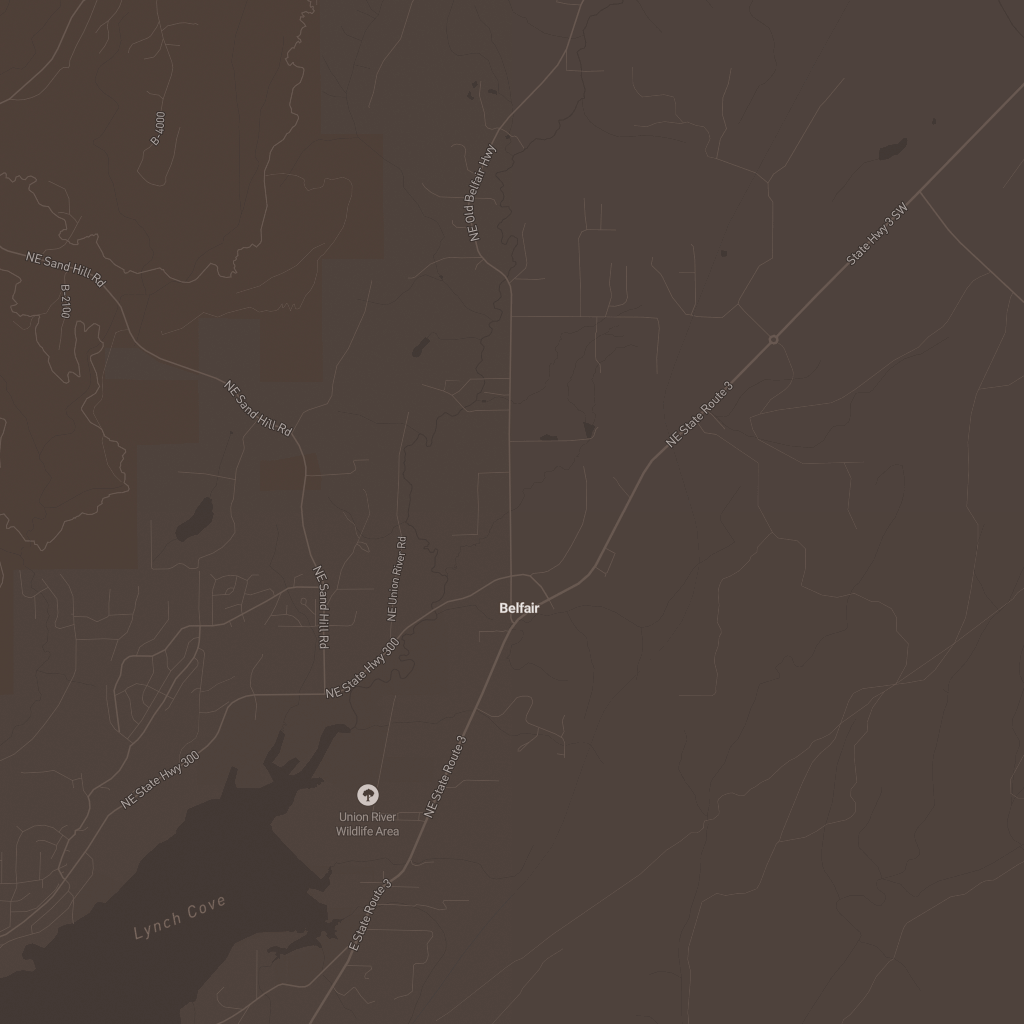 B-4000
NE Old Belfair Hwy
State Hwy 3 SW
NE Sand Hill Rd
B-2100
NE Sand Hill Rd
NE State Route 3
NE Union River Rd
NE Sand Hill Rd
Belfair
NE State Hwy 300
NE State Hwy 300
NE State Route 3
Union River
Wildlife Area
E State Route 3
Lynch Cove